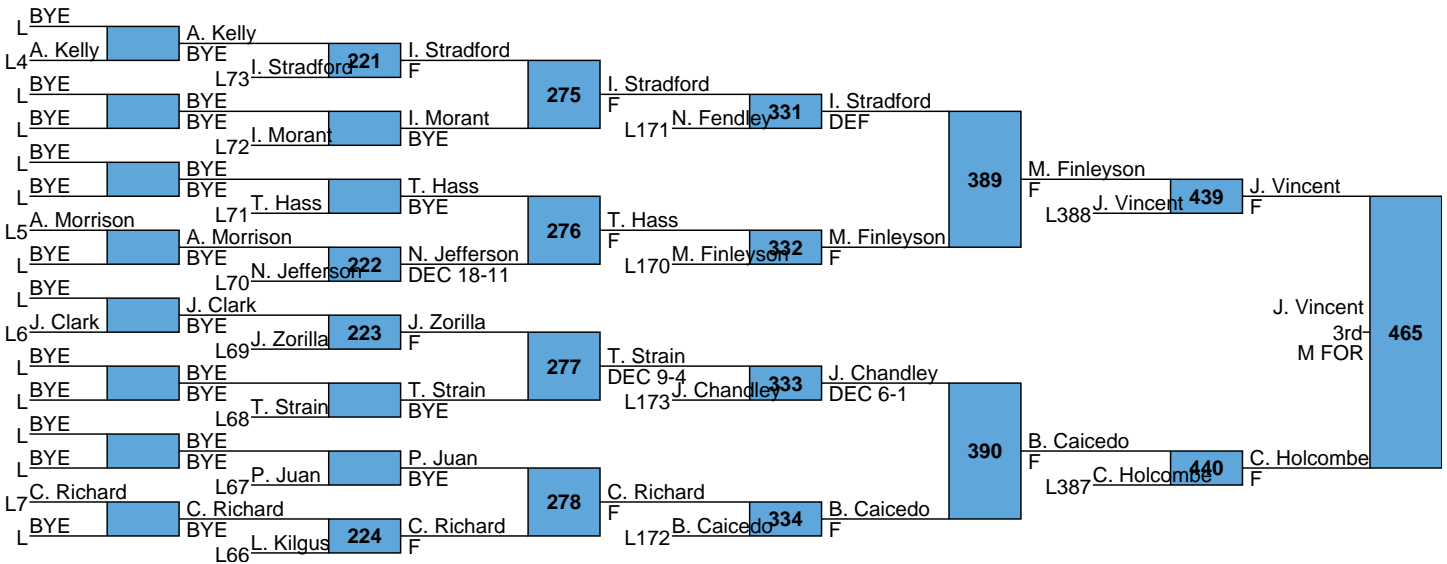 BYE
L
A. Kelly
L4
A. Kelly
BYE
I. Stradford
L73
221
I. Stradford
F
BYE
L
BYE
L
BYE
BYE
I. Morant
L72
I. Morant
BYE
275
I. Stradford
F
N. Fendley
L171
331
I. Stradford
DEF
BYE
L
BYE
L
BYE
BYE
T. Hass
L71
T. Hass
BYE
A. Morrison
L5
BYE
L
A. Morrison
BYE
N. Jefferson
L70
222
N. Jefferson
DEC 18-11
276
T. Hass
F
M. Finleyson
L170
332
M. Finleyson
F
389
M. Finleyson
F
J. Vincent
L388
439
J. Vincent
F
BYE
L
J. Clark
L6
J. Clark
BYE
J. Zorilla
L69
223
J. Zorilla
F
BYE
L
BYE
L
BYE
BYE
T. Strain
L68
T. Strain
BYE
277
T. Strain
DEC 9-4
J. Chandley
L173
333
J. Chandley
DEC 6-1
BYE
L
BYE
L
BYE
BYE
P. Juan
L67
P. Juan
BYE
C. Richard
L7
BYE
L
C. Richard
BYE
L. Kilgus
L66
224
C. Richard
F
278
C. Richard
F
B. Caicedo
L172
334
B. Caicedo
F
390
B. Caicedo
F
C. Holcombe
L387
440
C. Holcombe
F
J. Vincent
3rd
M FOR
465